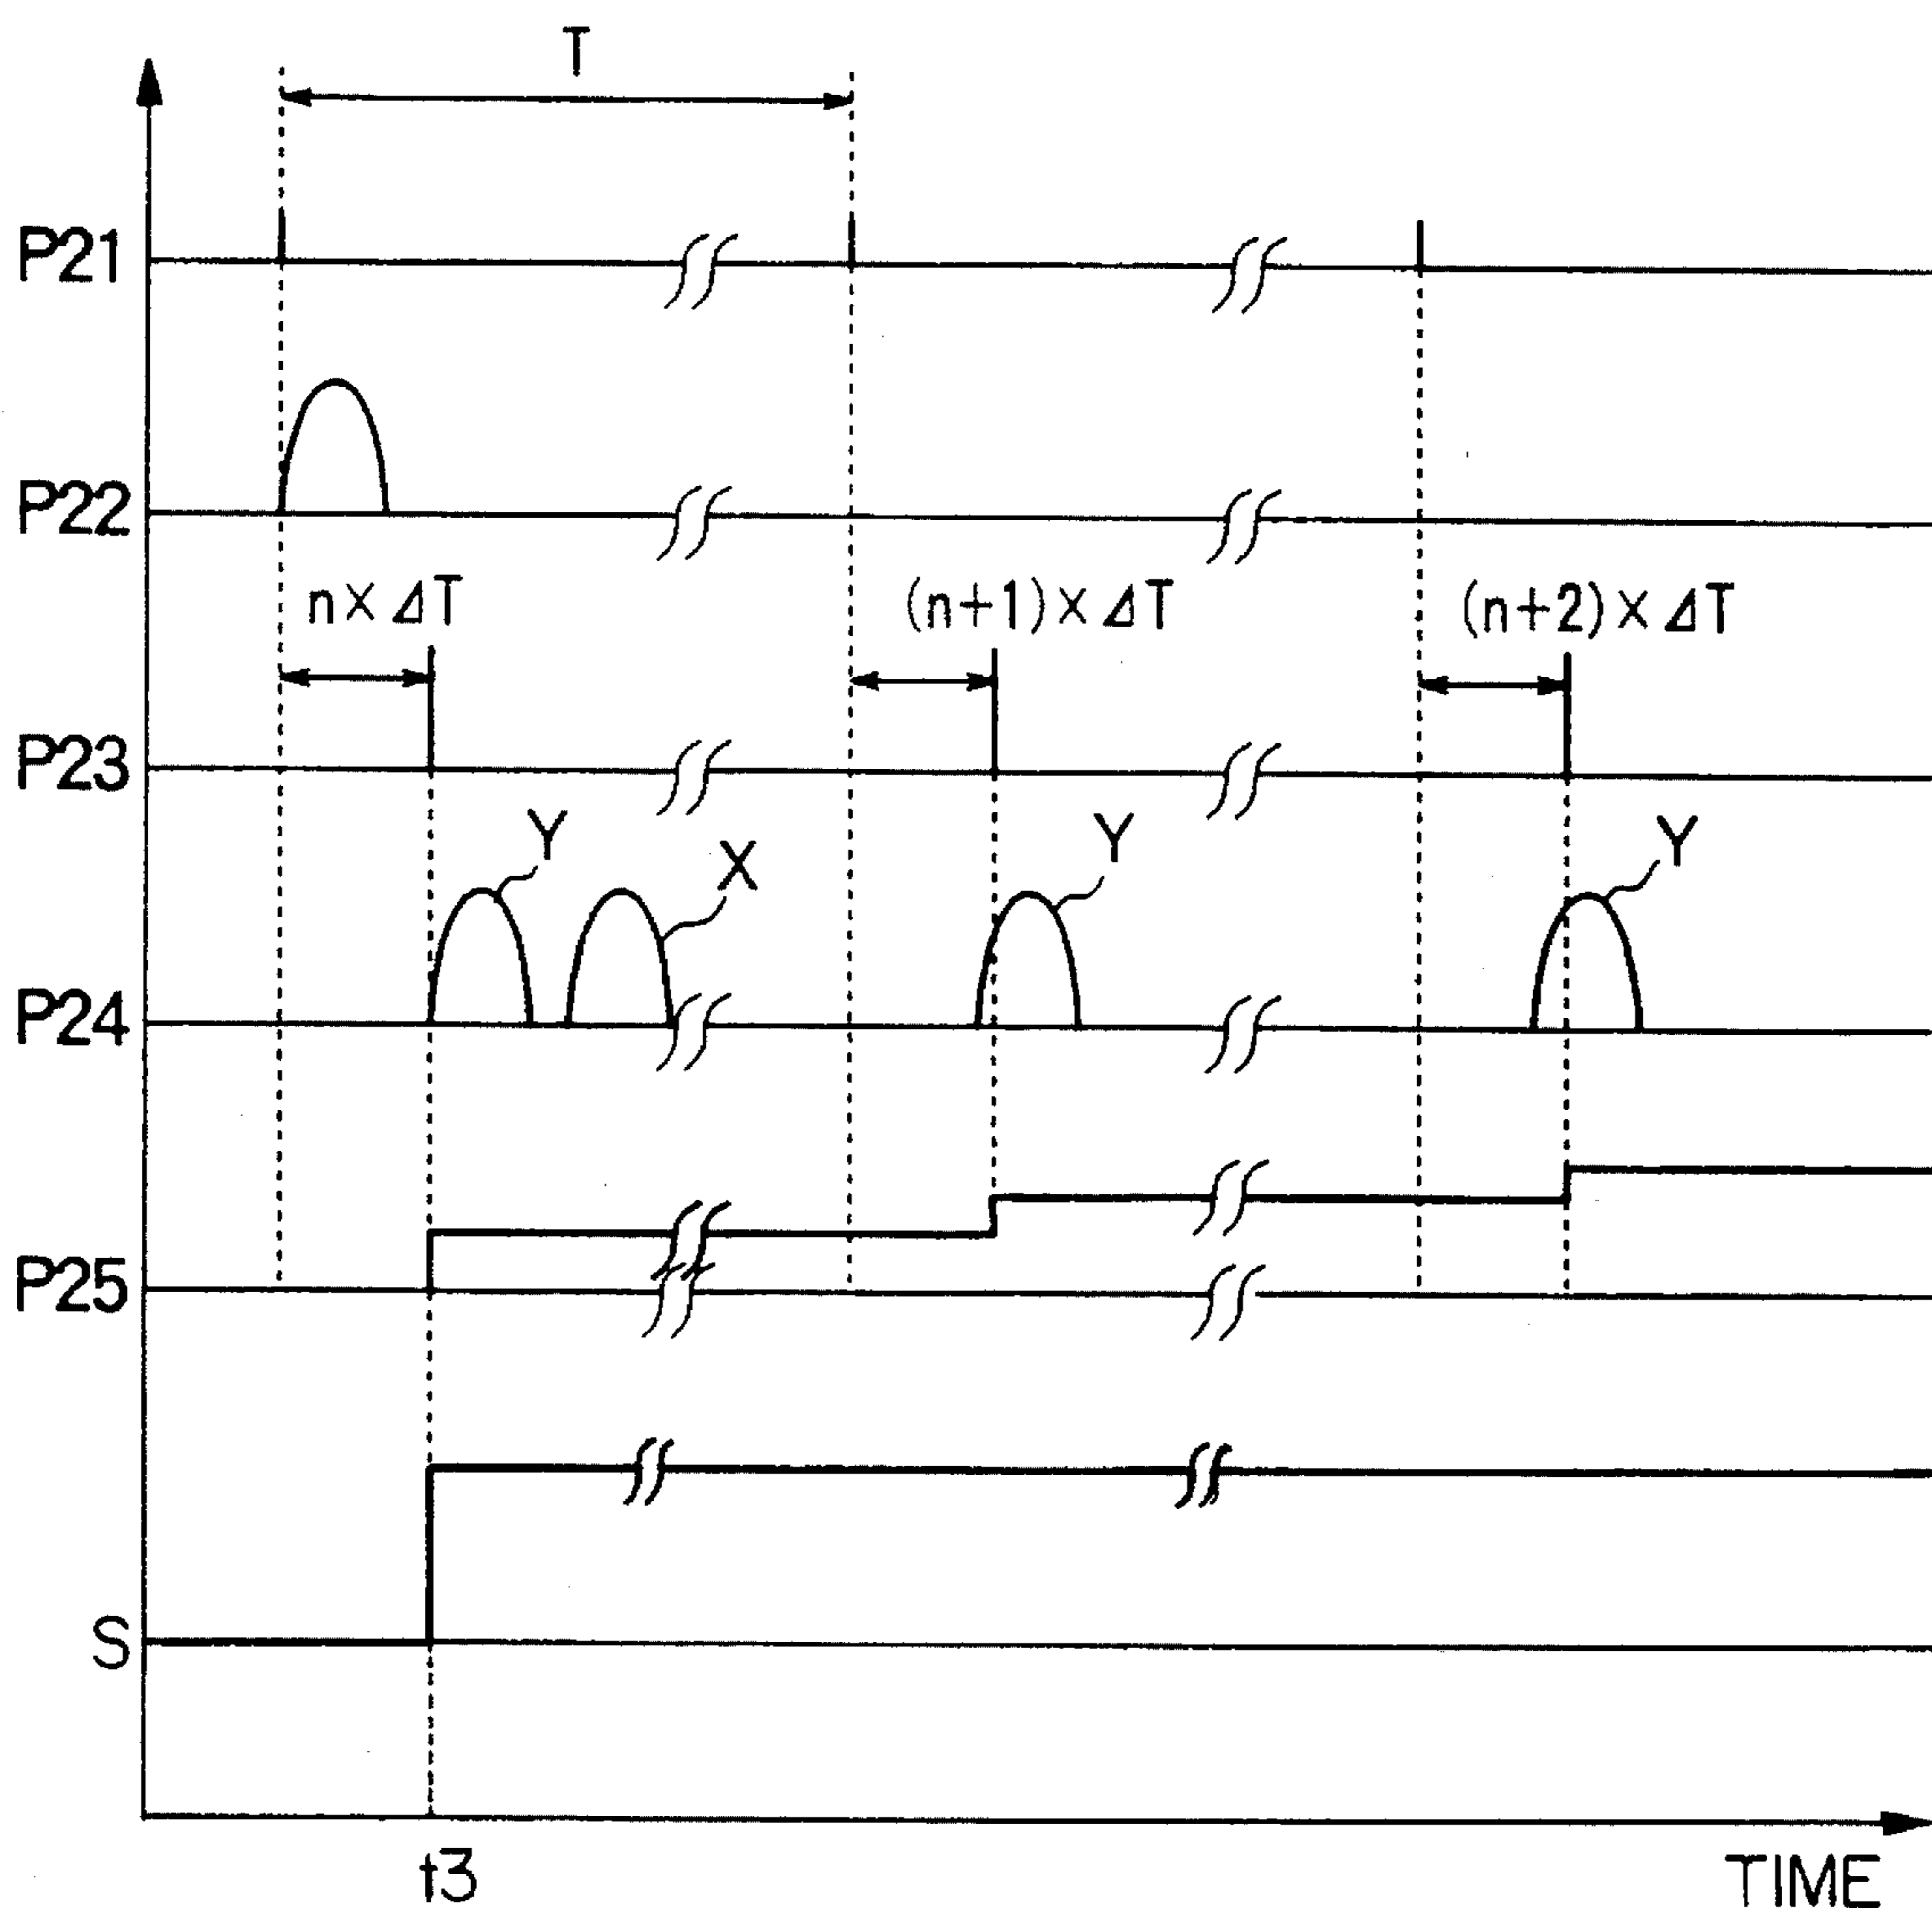 T
P21
P22
n×ΔT
(n+1)×ΔT
(n+2)×ΔT
P23
Y
X
Y
Y
P24
P25
S
t3
TIME